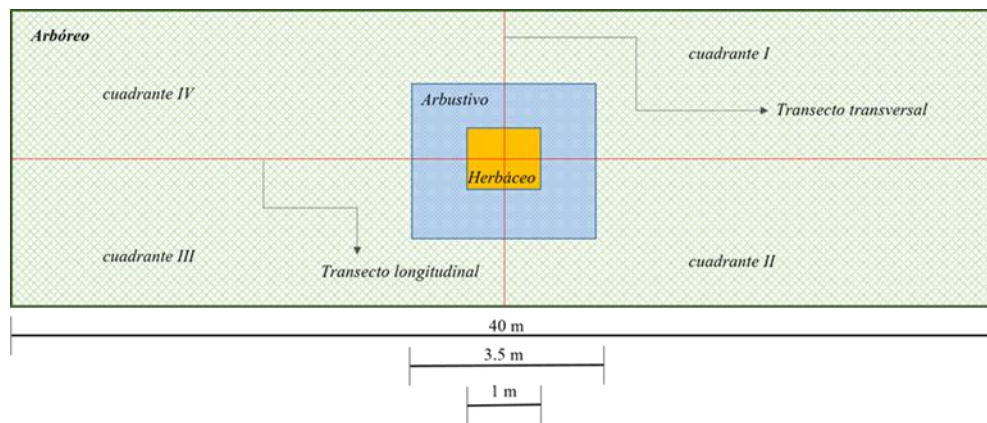 Arbóreo
cuadrante I
cuadrante IV
Arbustivo
Transecto transversal
Herbáceo
cuadrante III
cuadrante II
Transecto longitudinal
40 m
3.5 m
1 m